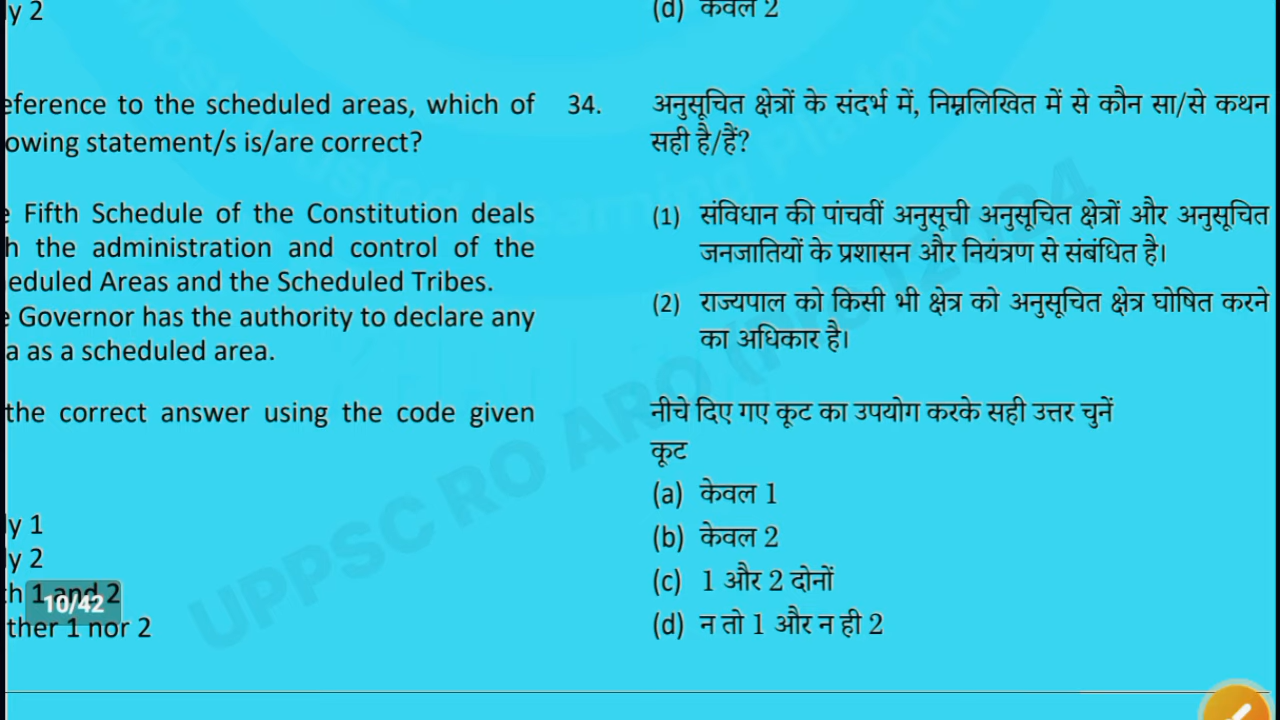 y 2
(d) केवल 2
eference to the scheduled areas, which of
owing statement/s is/are correct?
e Fifth Schedule of the Constitution deals
h the administration and control of the
eduled Areas and the Scheduled Tribes.
e Governor has the authority to declare any
a as a scheduled area.
the correct answer using the code given
y 1
y 2
h 1 and 2
ther 1 nor 2
10/42
34. अनुसूचित क्षेत्रों के संदर्भ में, निम्नलिखित में से कौन सा/से कथन
सही है/हैं?
(1) संविधान की पांचवीं अनुसूची अनुसूचित क्षेत्रों और अनुसूचित
जनजातियों के प्रशासन और नियंत्रण से संबंधित है।
(2) राज्यपाल को किसी भी क्षेत्र को अनुसूचित क्षेत्र घोषित करने
का अधिकार है।
नीचे दिए गए कूट का उपयोग करके सही उत्तर चुनें
कूट
(a) केवल 1
(b) केवल 2
(c) 1 और 2 दोनों
(d) न तो 1 और न ही 2
UPPSC RO ARO